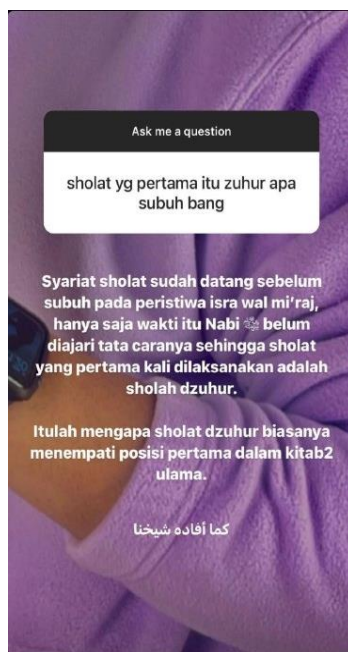 Ask me a question
sholat yg pertama itu zuhur apa
subuh bang
Syariat sholat sudah datang sebelum
subuh pada peristiwa isra wal mi'raj,
hanya saja wakti itu Nabi ﷺ belum
diajari tata caranya sehingga sholat
yang pertama kali dilaksanakan adalah
sholah dzuhur.
Itulah mengapa sholat dzuhur biasanya
menempati posisi pertama dalam kitab2
ulama.
كما أفاده شيخنا